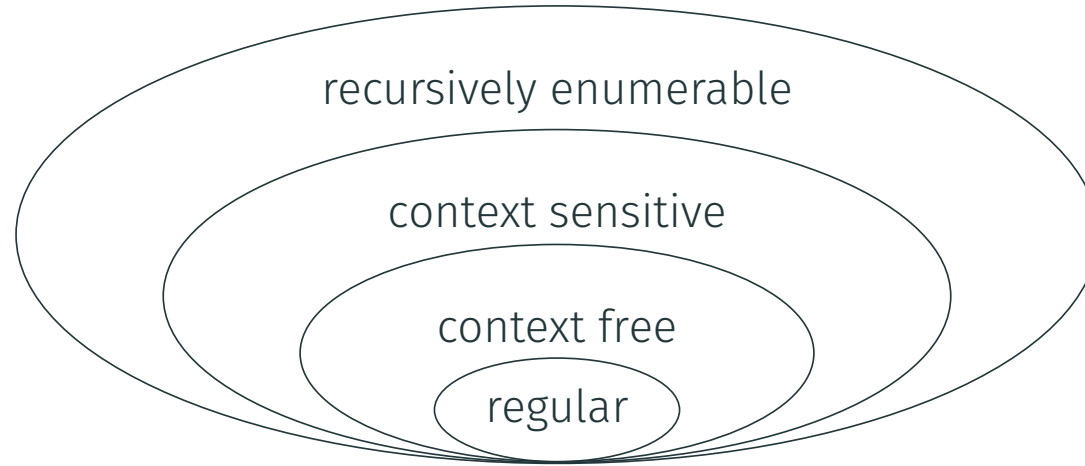 recursively enumerable
context sensitive
context free
regular